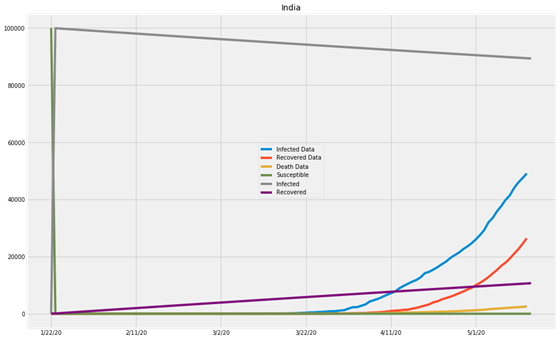 India
100000
80000
60000
40000
20000
0
Infected Data
Recovered Data
Death Data
Susceptible
Infected
Recovered
1/22/20 2/11/20 3/2/20 3/22/20 4/11/20 5/1/20